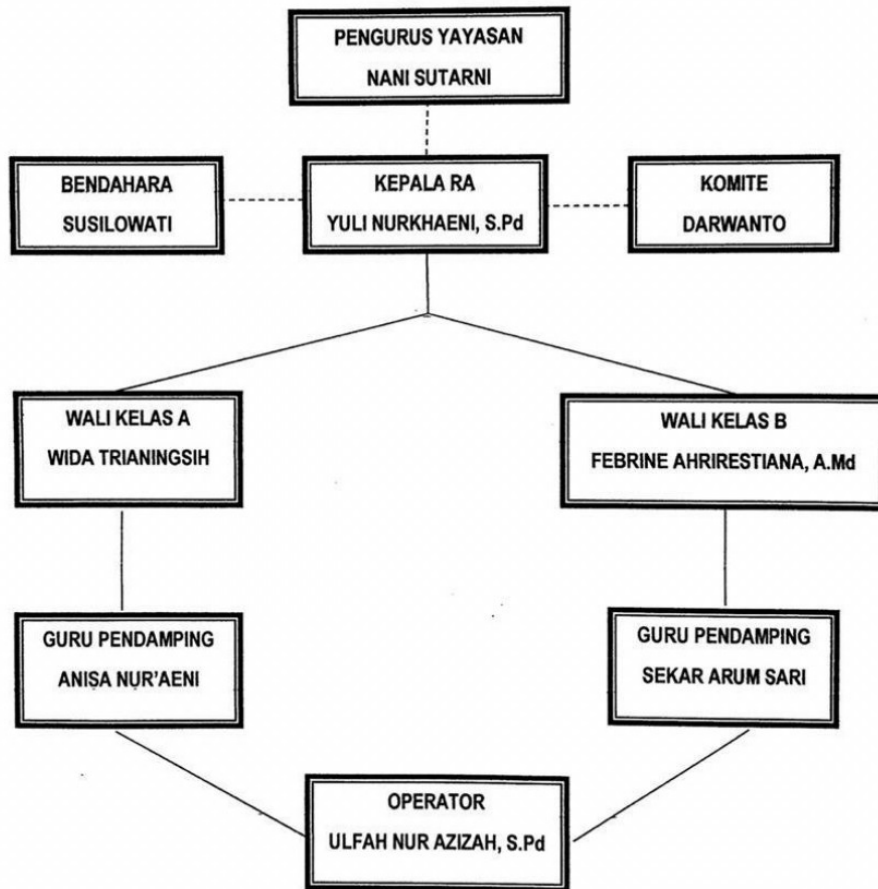 PENGURUS YAYASAN
NANI SUTARNI
BENDAHARA
SUSILOWATI
KEPALA RA
YULI NURKHAENI, S.Pd
KOMITE
DARWANTO
WALI KELAS A
WIDA TRIANINGSIH
WALI KELAS B
FEBRINE AHRIRESTIANA, A.Md
GURU PENDAMPING
ANISA NUR'AENI
GURU PENDAMPING
SEKAR ARUM SARI
OPERATOR
ULFAH NUR AZIZAH, S.Pd